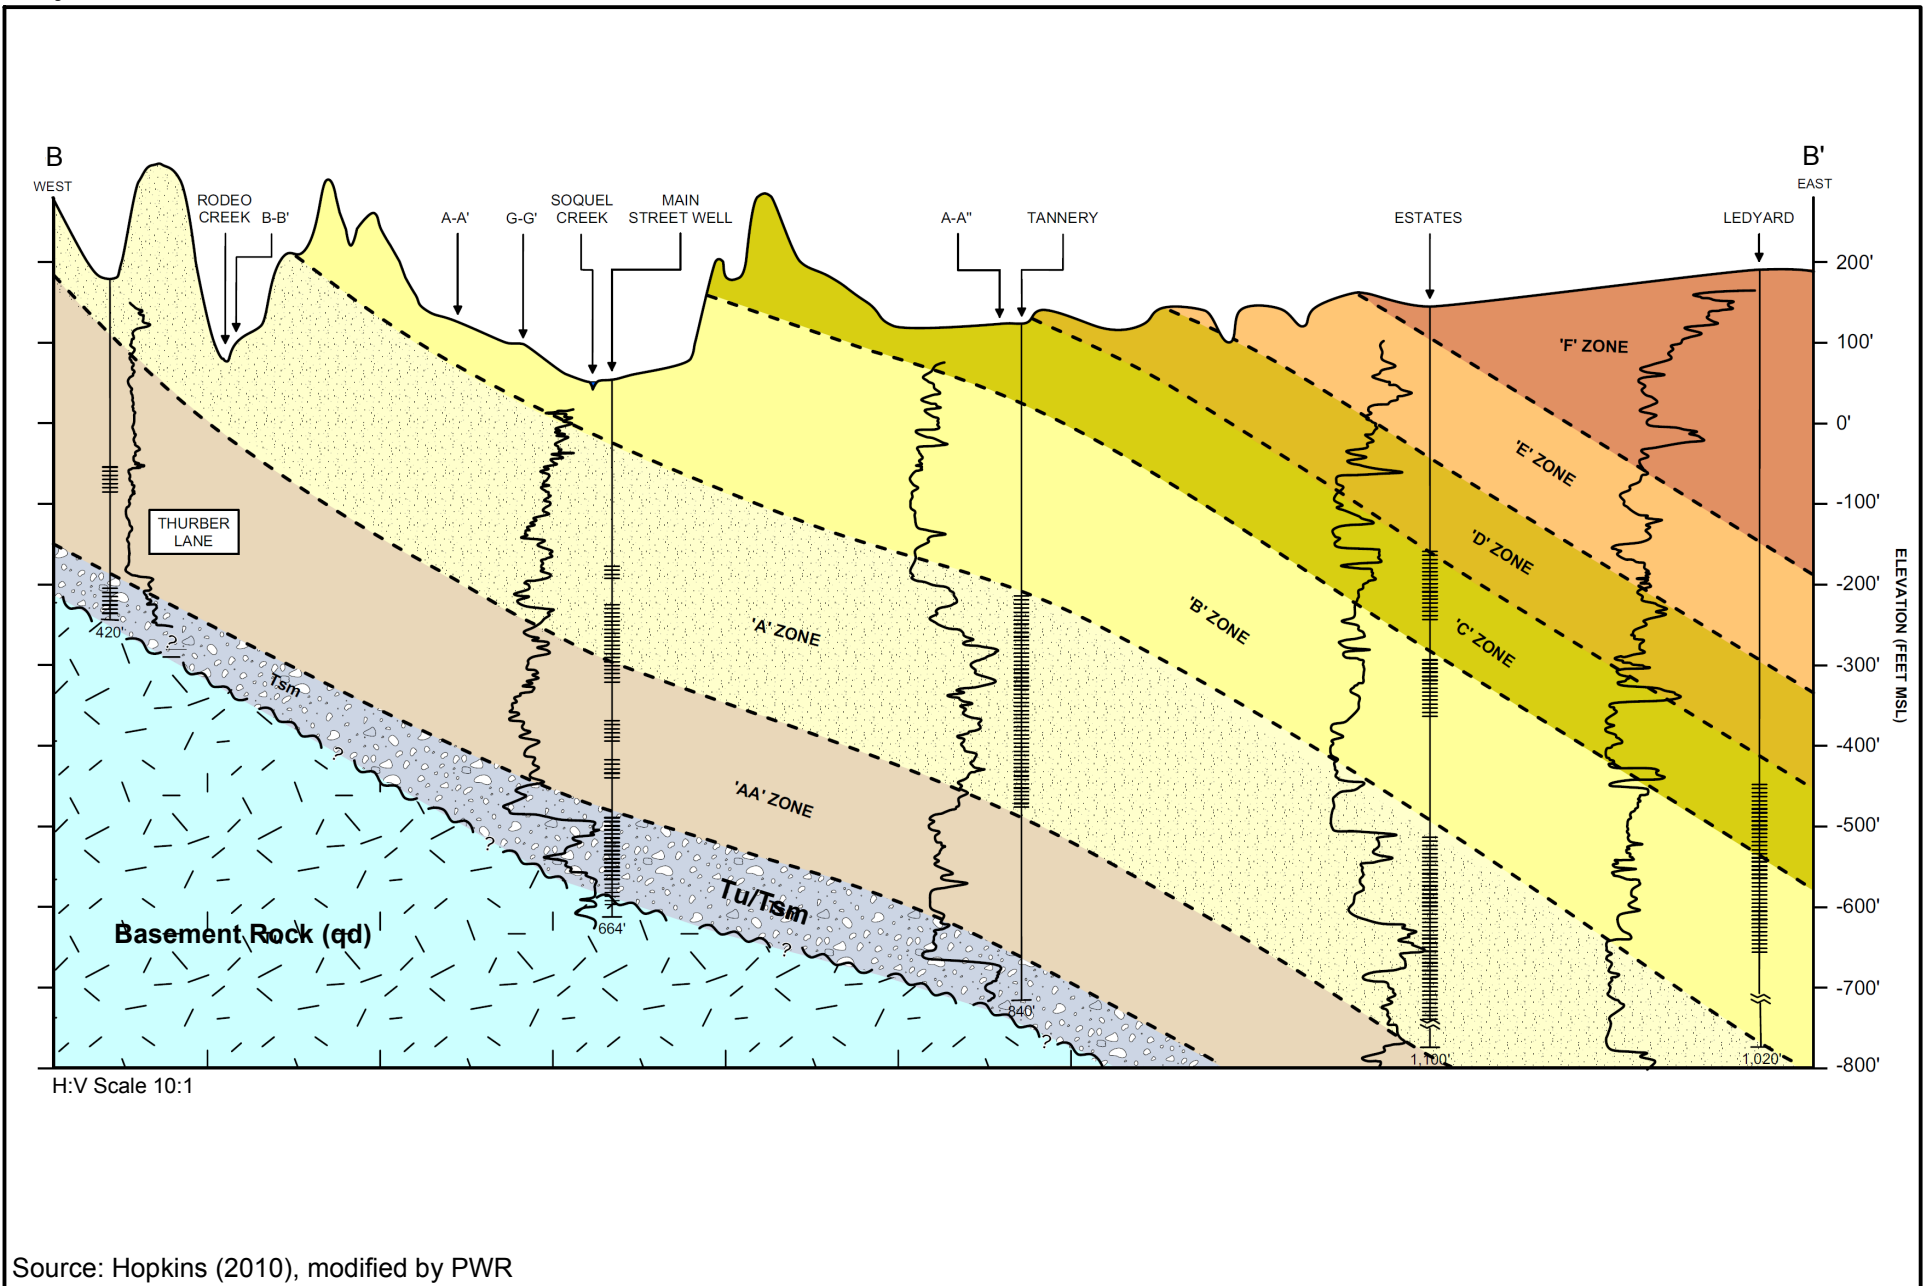 B
B'
WEST
EAST
RODEO
CREEK
B-B'
A-A'
G-G'
SOQUEL
CREEK
MAIN
STREET WELL
A-A"
TANNERY
ESTATES
LEDYARD
200'
100'
0'
-100'
-200'
-300'
-400'
-500'
-600'
-700'
-800'
ELEVATION (FEET MSL)
'F' ZONE
'E' ZONE
'D' ZONE
'C' ZONE
'B' ZONE
'A' ZONE
'AA' ZONE
THURBER
LANE
420'
?
Tsm
?
?
Tu/Tsm
?
?
?
Basement Rock (qd)
664'
840'
1,100'
1,020'
H:V Scale 10:1
Source: Hopkins (2010), modified by PWR